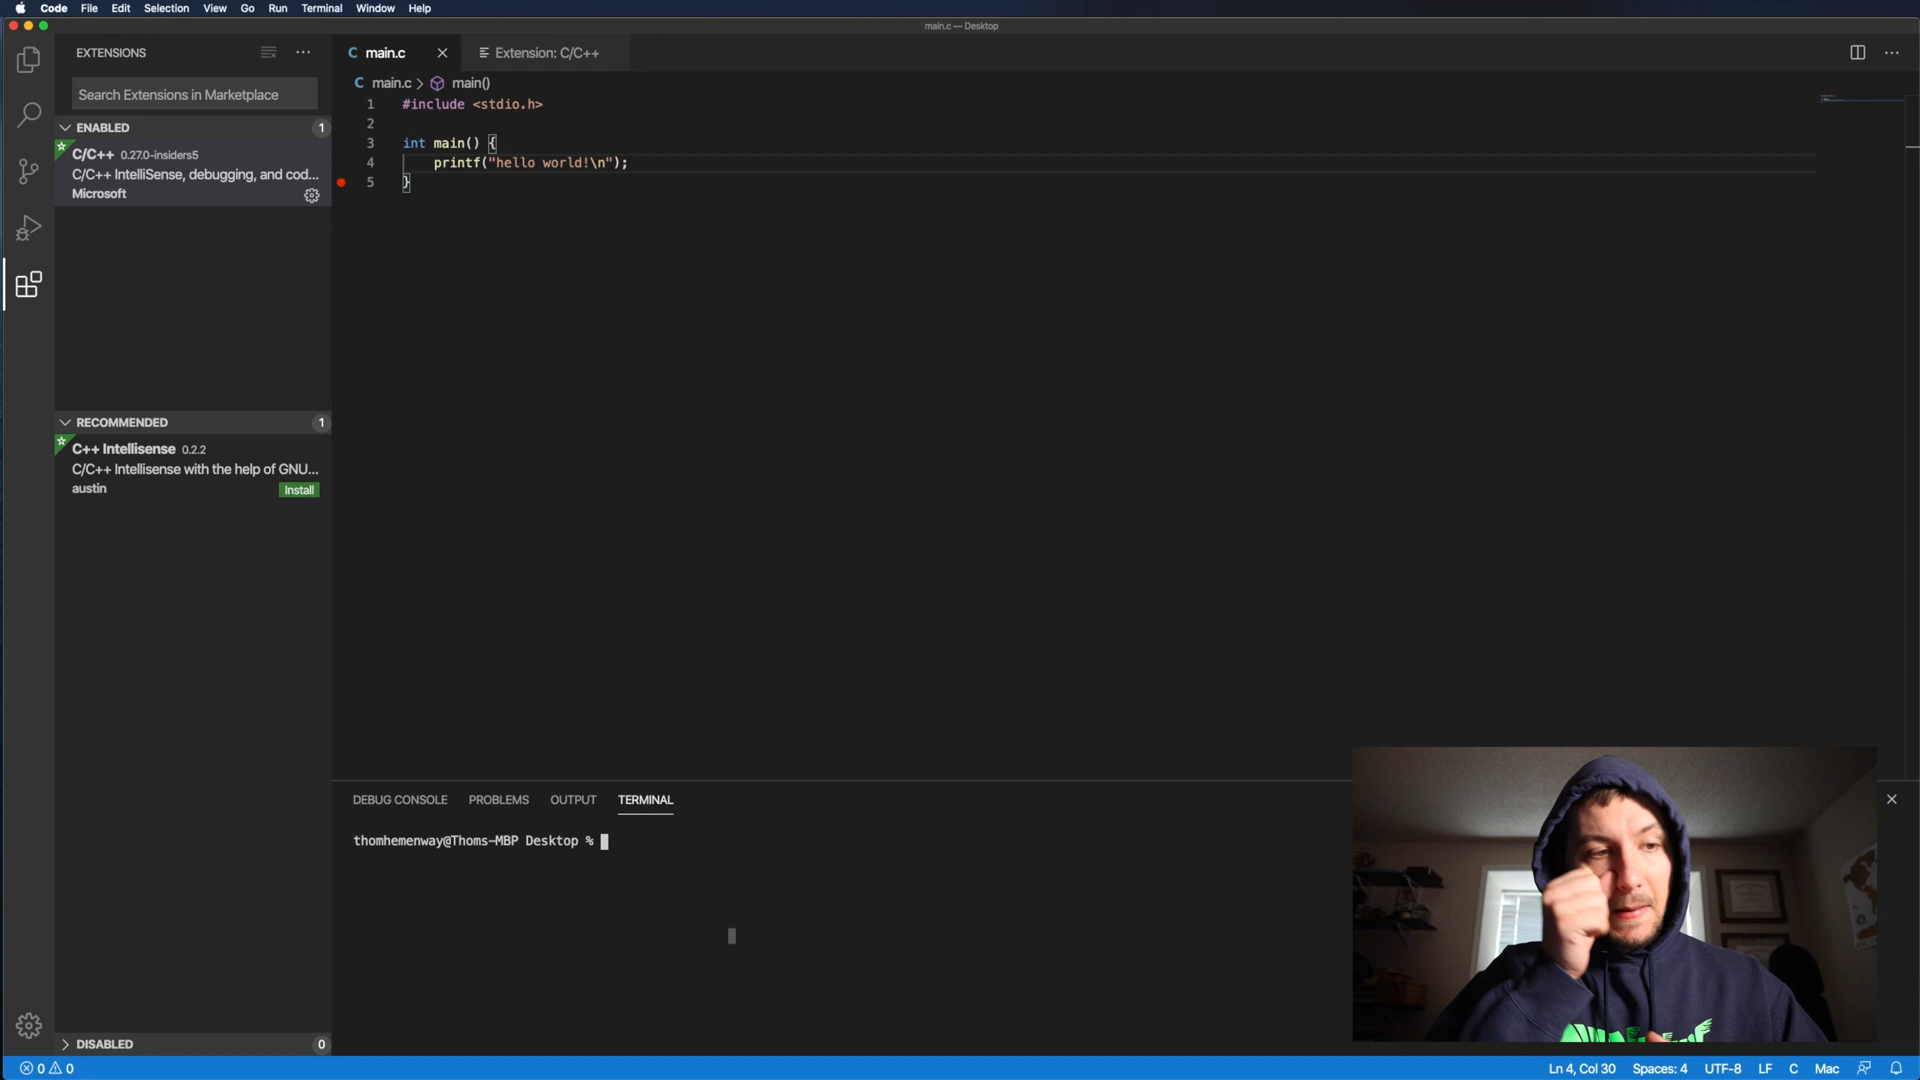 Code File Edit Selection View Go Run Terminal Window Help
main.c — Desktop
EXTENSIONS
main.c
Extension: C/C++
Search Extensions in Marketplace
main.c > main()
ENABLED 1
C/C++ 0.27.0-insiders5
C/C++ IntelliSense, debugging, and cod...
Microsoft
1 #include <stdio.h>
2
3 int main() {
4 printf("hello world!\n");
5 }
RECOMMENDED 1
C++ Intellisense 0.2.2
C/C++ Intellisense with the help of GNU...
austin
Install
DEBUG CONSOLE PROBLEMS OUTPUT TERMINAL
thomhemenway@Thoms-MBP Desktop %
DISABLED 0
0 0
Ln 4, Col 30 Spaces: 4 UTF-8 LF C Mac